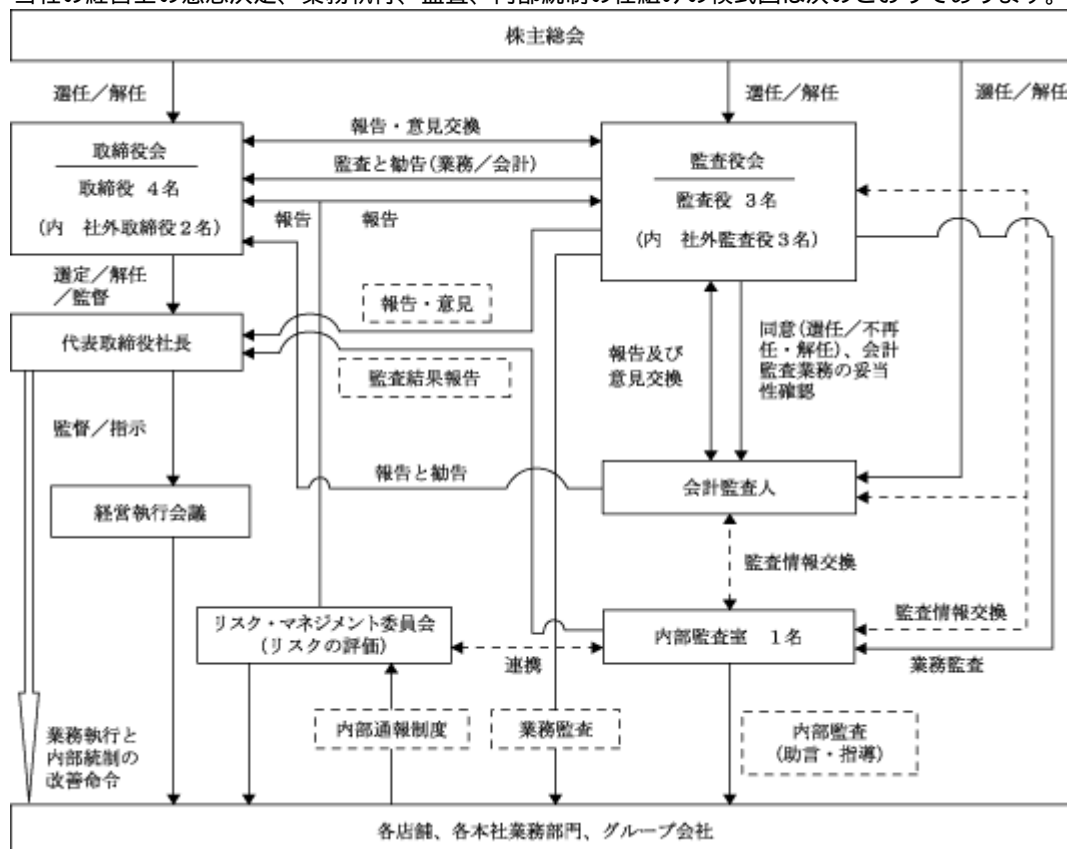 当社の経営上の意思決定、業務執行、監査、内部統制の仕組みの模式図は次のとおりであります。
株主総会
選任／解任
選任／解任
選任／解任
取締役会
取締役 4名
(内 社外取締役2名)
報告・意見交換
監査と勧告(業務／会計)
報告
報告
監査役会
監査役 3名
(内 社外監査役3名)
選定／解任
／監督
報告・意見
代表取締役社長
監査結果報告
報告及び
意見交換
同意(選任／不再
任・解任)、会計
監査業務の妥当
性確認
監督／指示
報告と勧告
会計監査人
経営執行会議
監査情報交換
リスク・マネジメント委員会
(リスクの評価)
連携
内部監査室 1名
監査情報交換
業務監査
内部通報制度
業務監査
内部監査
(助言・指導)
業務執行と
内部統制の
改善命令
各店舗、各本社業務部門、グループ会社